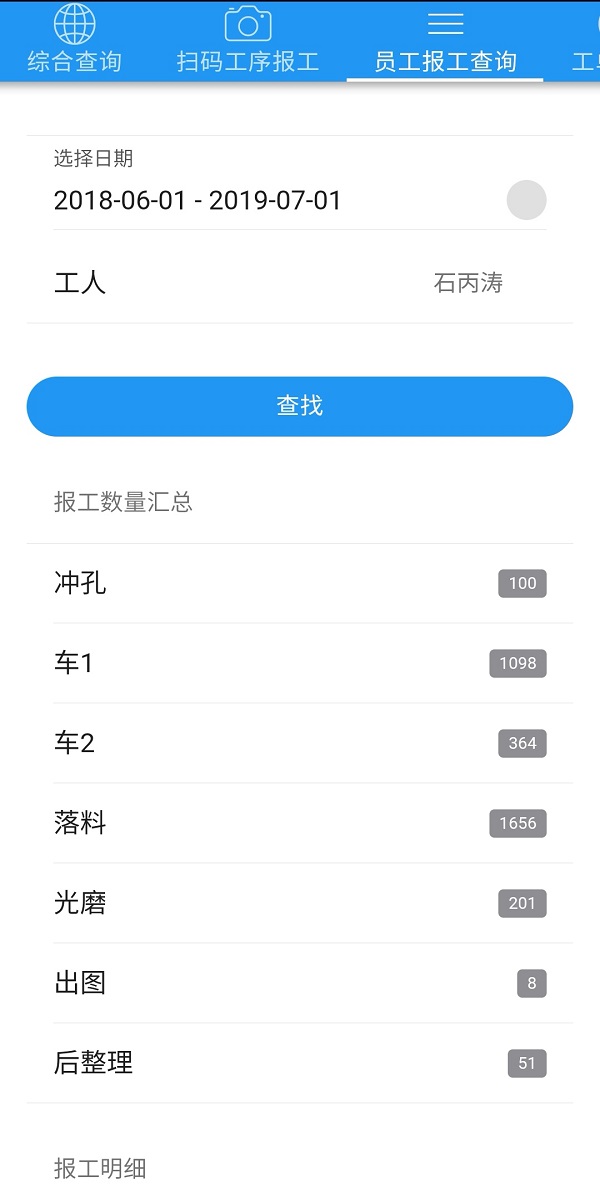 综合查询 扫码工序报工 员工报工查询
选择日期
2018-06-01 - 2019-07-01
工人 石丙涛
查找
报工数量汇总
冲孔 100
车1 1098
车2 364
落料 1656
光磨 201
出图 8
后整理 51
报工明细